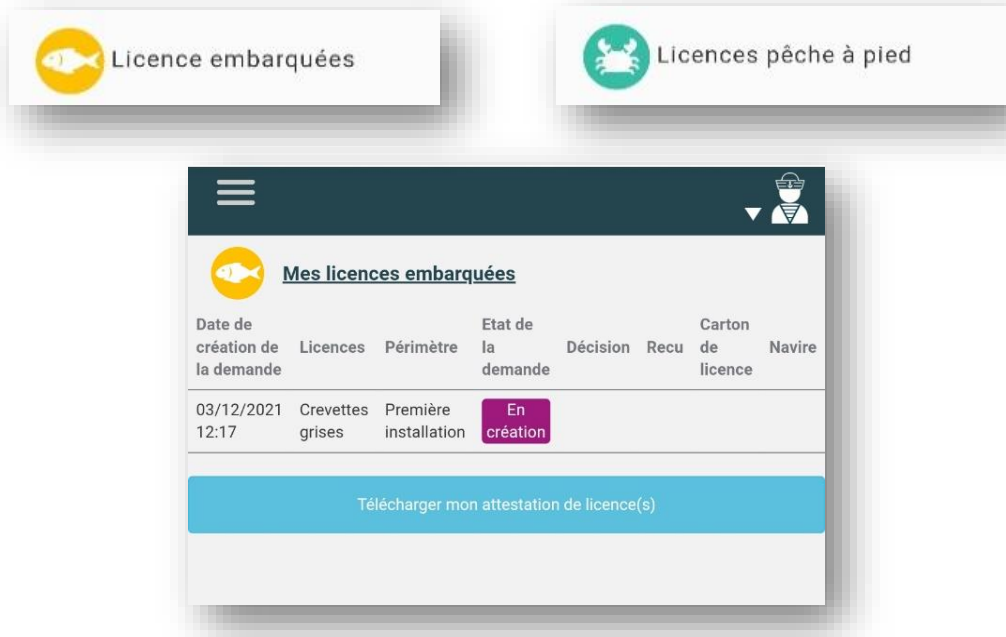 Licence embarquées
Licences pêche à pied
Mes licences embarquées
Date de création de la demande
Licences
Périmètre
Etat de la demande
Décision
Recu
Carton de licence
Navire
03/12/2021 12:17
Crevettes grises
Première installation
En création
Télécharger mon attestation de licence(s)